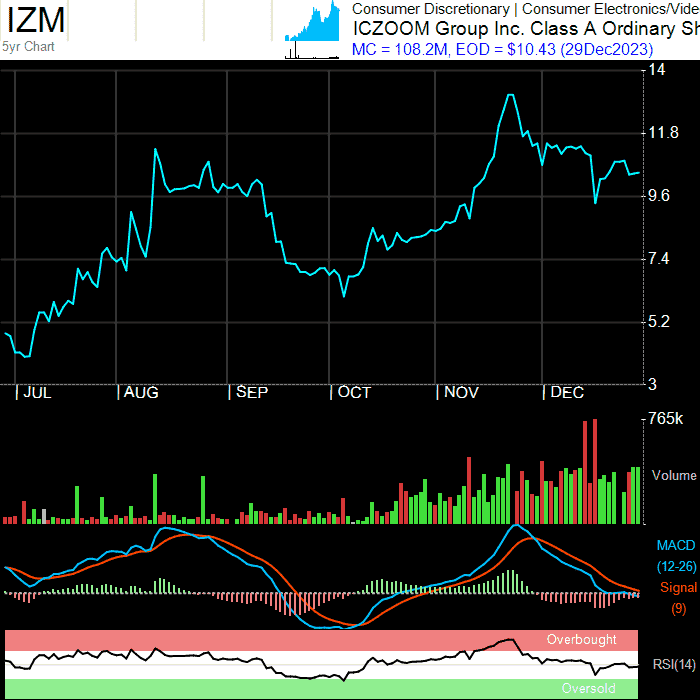 IZM
5yr Chart
Consumer Discretionary | Consumer Electronics/Vide
ICZOOM Group Inc. Class A Ordinary Sh
MC = 108.2M, EOD = $10.43 (29Dec2023)
14
11.8
9.6
7.4
5.2
3
JUL AUG SEP OCT NOV DEC
765k
Volume
MACD
(12-26)
Signal
(9)
Overbought
RSI(14)
Oversold